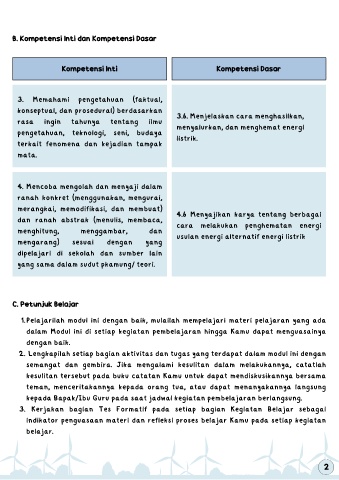 B. Kompetensi Inti dan Kompetensi Dasar
Kompetensi Inti
Kompetensi Dasar
3. Memahami pengetahuan (faktual,
konseptual, dan prosedural) berdasarkan
rasa ingin tahunya tentang ilmu
pengetahuan, teknologi, seni, budaya
terkait fenomena dan kejadian tampak
mata.
3.6. Menjelaskan cara menghasilkan,
menyalurkan, dan menghemat energi
listrik.
4. Mencoba mengolah dan menyaji dalam
ranah konkret (menggunakan, mengurai,
merangkai, memodifikasi, dan membuat)
dan ranah abstrak (menulis, membaca,
menghitung, menggambar, dan
mengarang) sesuai dengan yang
dipelajari di sekolah dan sumber lain
yang sama dalam sudut pkamung/ teori.
4.6 Menyajikan karya tentang berbagai
cara melakukan penghematan energi
usulan energi alternatif energi listrik
C. Petunjuk Belajar
1. Pelajarilah modul ini dengan baik, mulailah mempelajari materi pelajaran yang ada
dalam Modul ini di setiap kegiatan pembelajaran hingga Kamu dapat menguasainya
dengan baik.
2. Lengkapilah setiap bagian aktivitas dan tugas yang terdapat dalam modul ini dengan
semangat dan gembira. Jika mengalami kesulitan dalam melakukannya, catatlah
kesulitan tersebut pada buku catatan Kamu untuk dapat mendiskusikannya bersama
teman, menceritakannya kepada orang tua, atau dapat menanyakannya langsung
kepada Bapak/Ibu Guru pada saat jadwal kegiatan pembelajaran berlangsung.
3. Kerjakan bagian Tes Formatif pada setiap bagian Kegiatan Belajar sebagai
indikator penguasaan materi dan refleksi proses belajar Kamu pada setiap kegiatan
belajar.
2